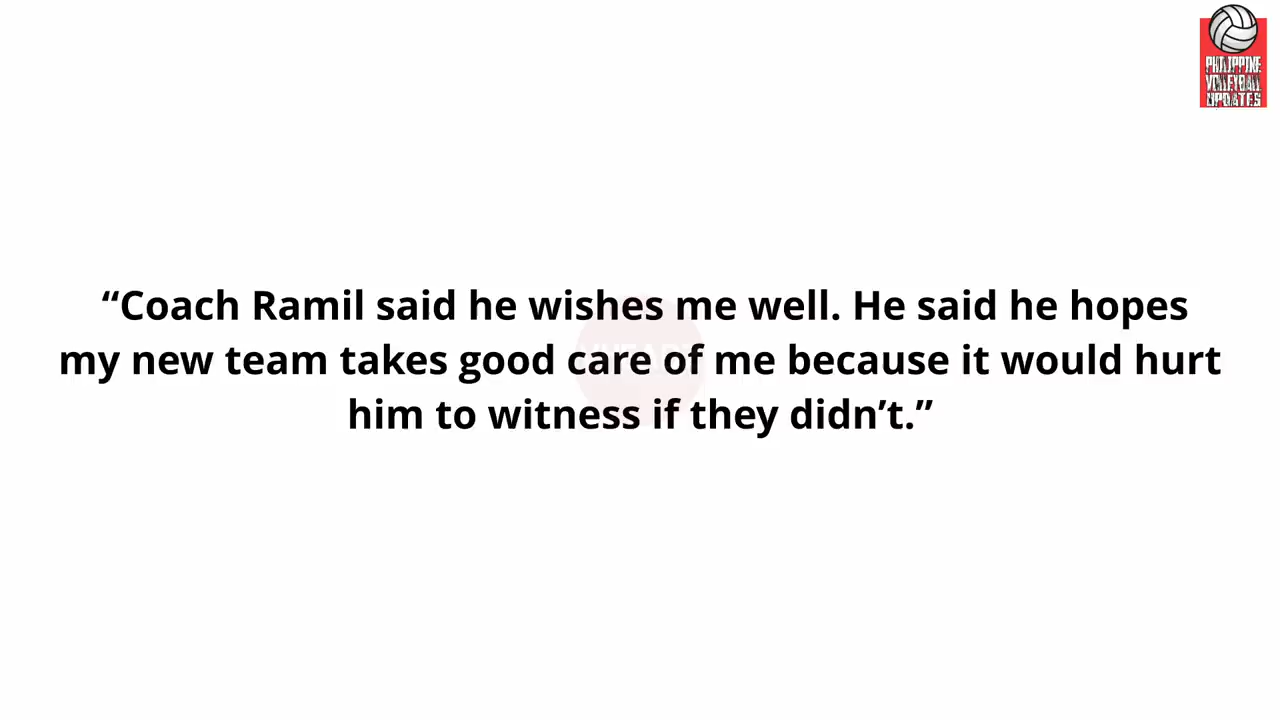 PHILIPPINE
VOLLEYBALL
UPDATES
“Coach Ramil said he wishes me well. He said he hopes
my new team takes good care of me because it would hurt
him to witness if they didn’t.”